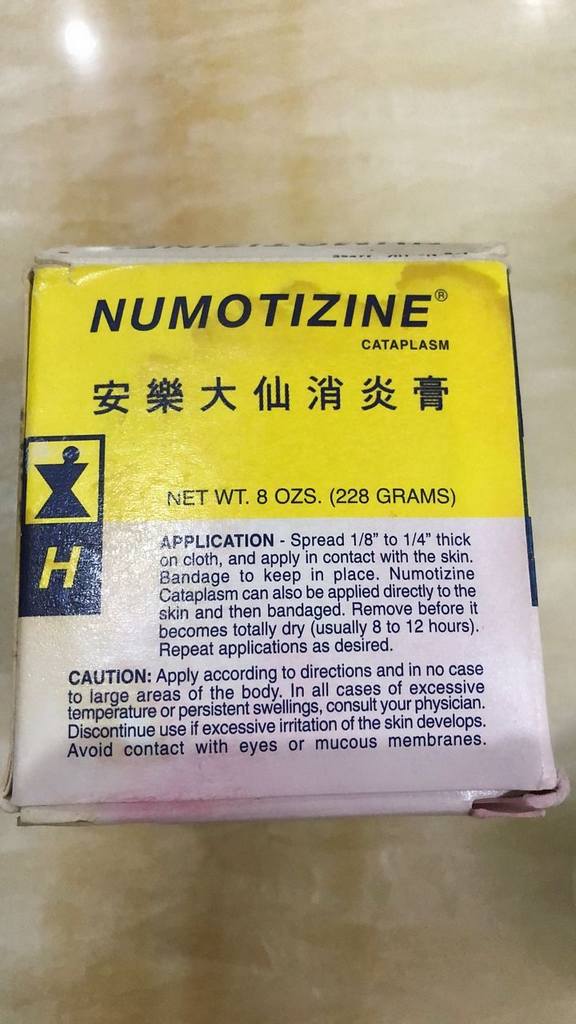 NUMOTIZINE®
CATAPLASM
安樂大仙消炎膏
NET WT. 8 OZS. (228 GRAMS)
H
APPLICATION - Spread 1/8" to 1/4" thick
on cloth, and apply in contact with the skin.
Bandage to keep in place. Numotizine
Cataplasm can also be applied directly to the
skin and then bandaged. Remove before it
becomes totally dry (usually 8 to 12 hours).
Repeat applications as desired.
CAUTION: Apply according to directions and in no case
to large areas of the body. In all cases of excessive
temperature or persistent swellings, consult your physician.
Discontinue use if excessive irritation of the skin develops.
Avoid contact with eyes or mucous membranes.